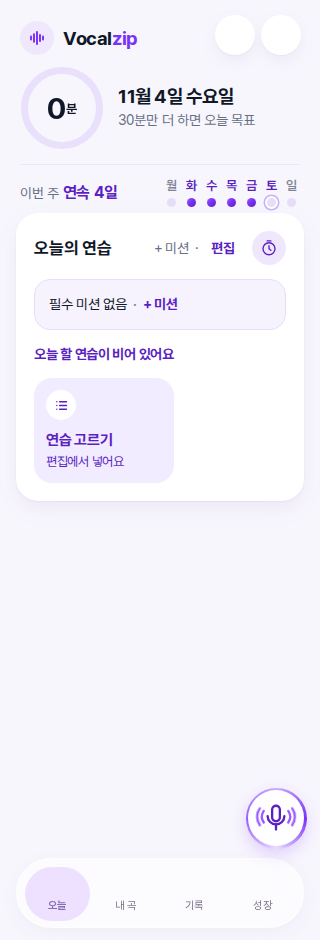 Vocalzip
0분
11월 4일 수요일
30분만 더 하면 오늘 목표
이번 주 연속 4일
월 화 수 목 금 토 일
오늘의 연습
+ 미션 · 편집
필수 미션 없음 · + 미션
오늘 할 연습이 비어 있어요
연습 고르기
편집에서 넣어요
오늘 내 곡 기록 성장